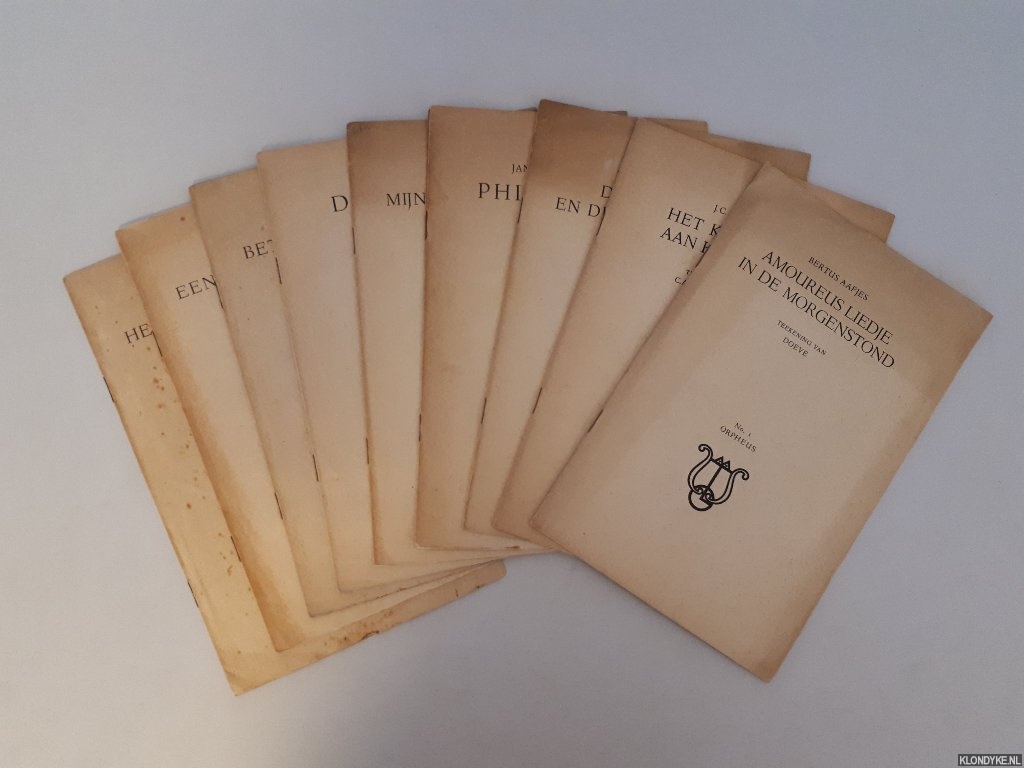 HE
EEN
BET
D
MIJN
JAN
PHI
D
EN D
J C
HET K
AAN
BERTUS AAFJES
AMOUREUS LIEDJE
IN DE MORGENSTOND
TEEKENING VAN
DOEVE
No. 1
ORPHEUS
KLONDYKE.NL